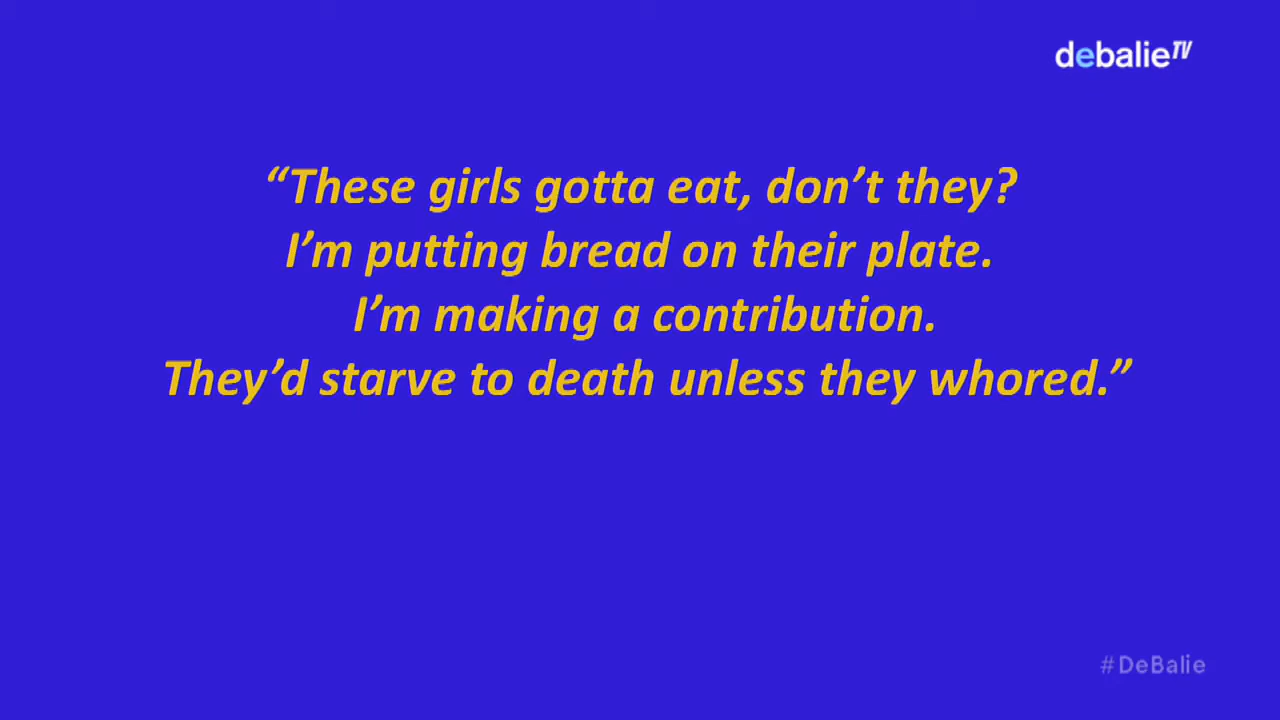 debalieTV
“These girls gotta eat, don’t they?
I’m putting bread on their plate.
I’m making a contribution.
They’d starve to death unless they whored.”
#DeBalie